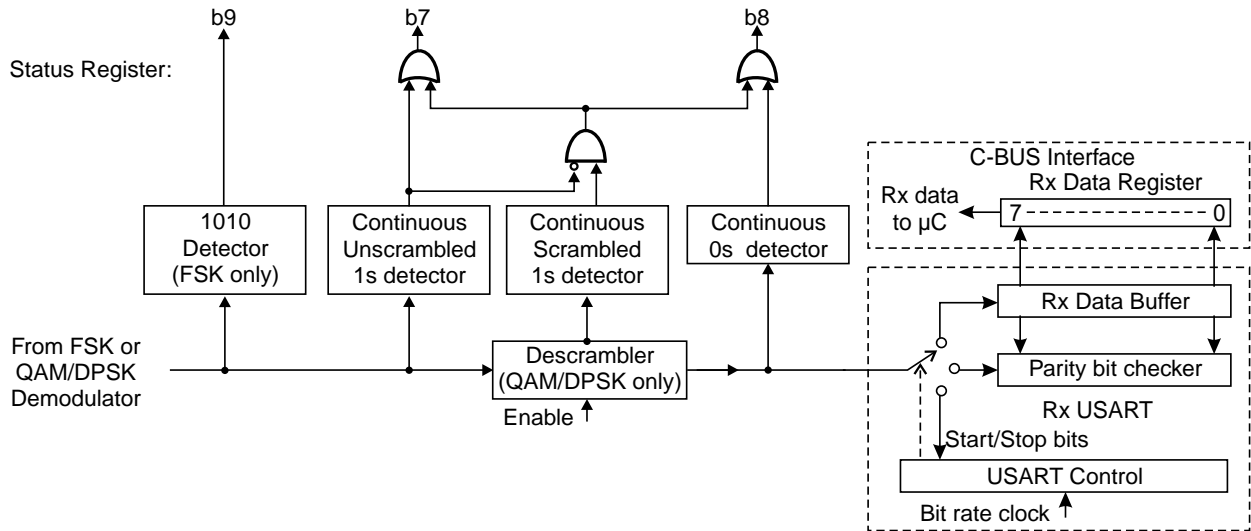 b9
b7
b8
Status Register:
C-BUS Interface
Rx Data Register
Rx data
to µC
7
0
1010
Detector
(FSK only)
Continuous
Unscrambled
1s detector
Continuous
Scrambled
1s detector
Continuous
0s detector
Rx Data Buffer
From FSK or
QAM/DPSK
Demodulator
Descrambler
(QAM/DPSK only)
Enable
Parity bit checker
Rx USART
Start/Stop bits
USART Control
Bit rate clock